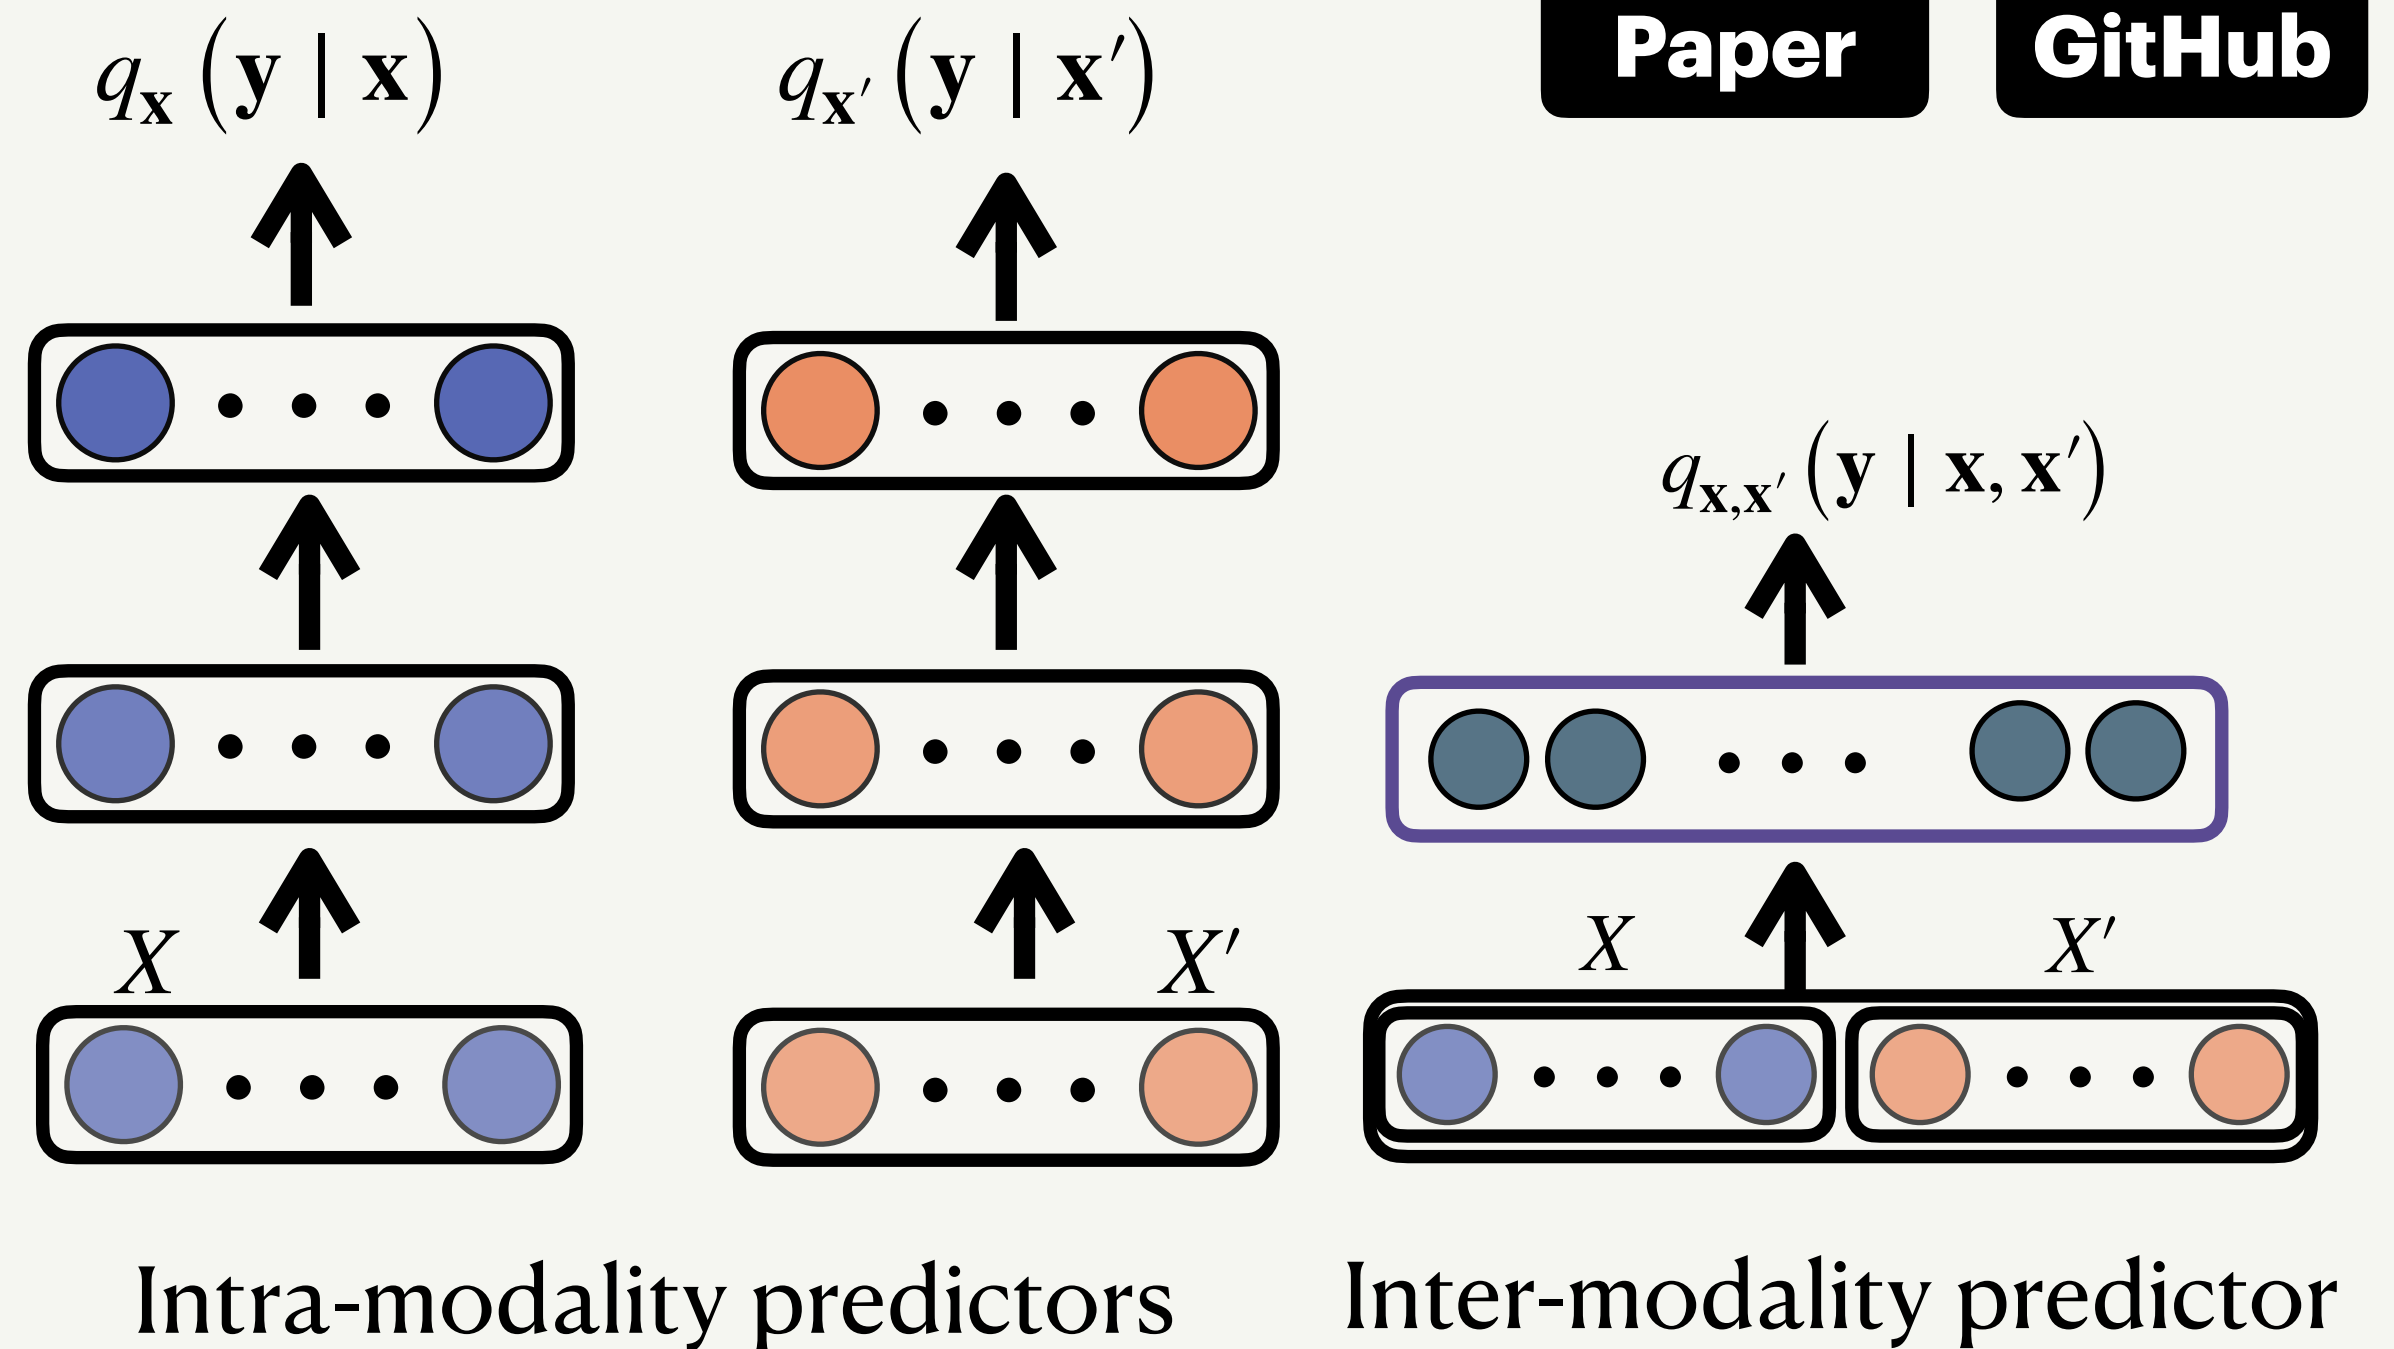 q_x (y | x)
q_x′ (y | x′)
Paper
GitHub
q_x,x′ (y | x, x′)
X
X′
X
X′
Intra-modality predictors
Inter-modality predictor